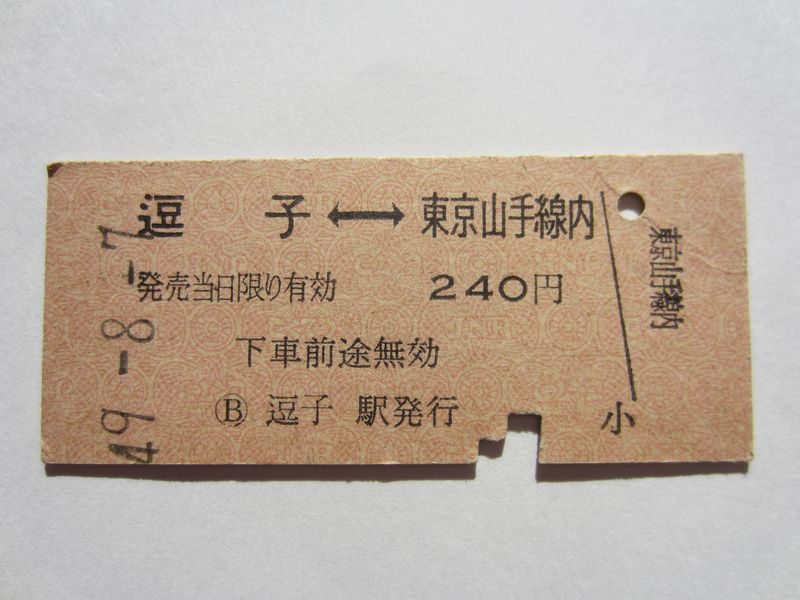 逗 子 ⟷ 東京山手線内
発売当日限り有効 240円
下車前途無効
Ⓑ 逗子 駅発行
小
東京山手線内
49-8-7